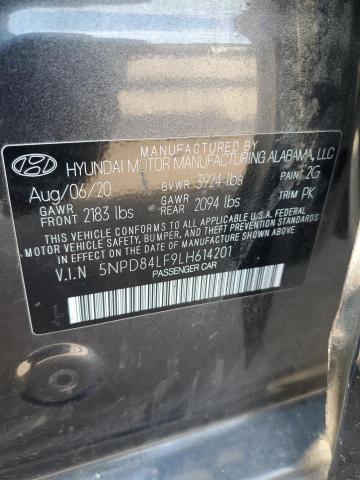 MANUFACTURED BY
HYUNDAI MOTOR MANUFACTURING ALABAMA, LLC
Aug/06/20 GVWR 3924 lbs PAINT 2G
GAWR FRONT 2183 lbs GAWR REAR 2094 lbs TRIM PK
THIS VEHICLE CONFORMS TO ALL APPLICABLE U.S.A. FEDERAL
MOTOR VEHICLE SAFETY, BUMPER, AND THEFT PREVENTION
STANDARDS IN EFFECT ON THE DATE OF MANUFACTURE SHOWN ABOVE.
V.I.N 5NPD84LF9LH614201
PASSENGER CAR